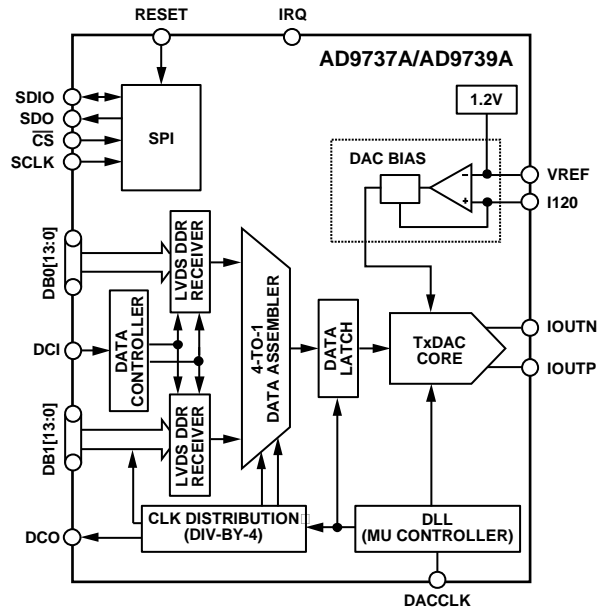 RESET
IRQ
AD9737A/AD9739A
SDIO
SDO
CS
SCLK
SPI
1.2V
DAC BIAS
–
+
VREF
I120
DB0[13:0]
LVDS DDR
RECEIVER
DCI
DATA
CONTROLLER
4-TO-1
DATA ASSEMBLER
DATA
LATCH
TxDAC
CORE
IOUTN
IOUTP
DB1[13:0]
LVDS DDR
RECEIVER
DCO
CLK DISTRIBUTION
(DIV-BY-4)
DLL
(MU CONTROLLER)
DACCLK